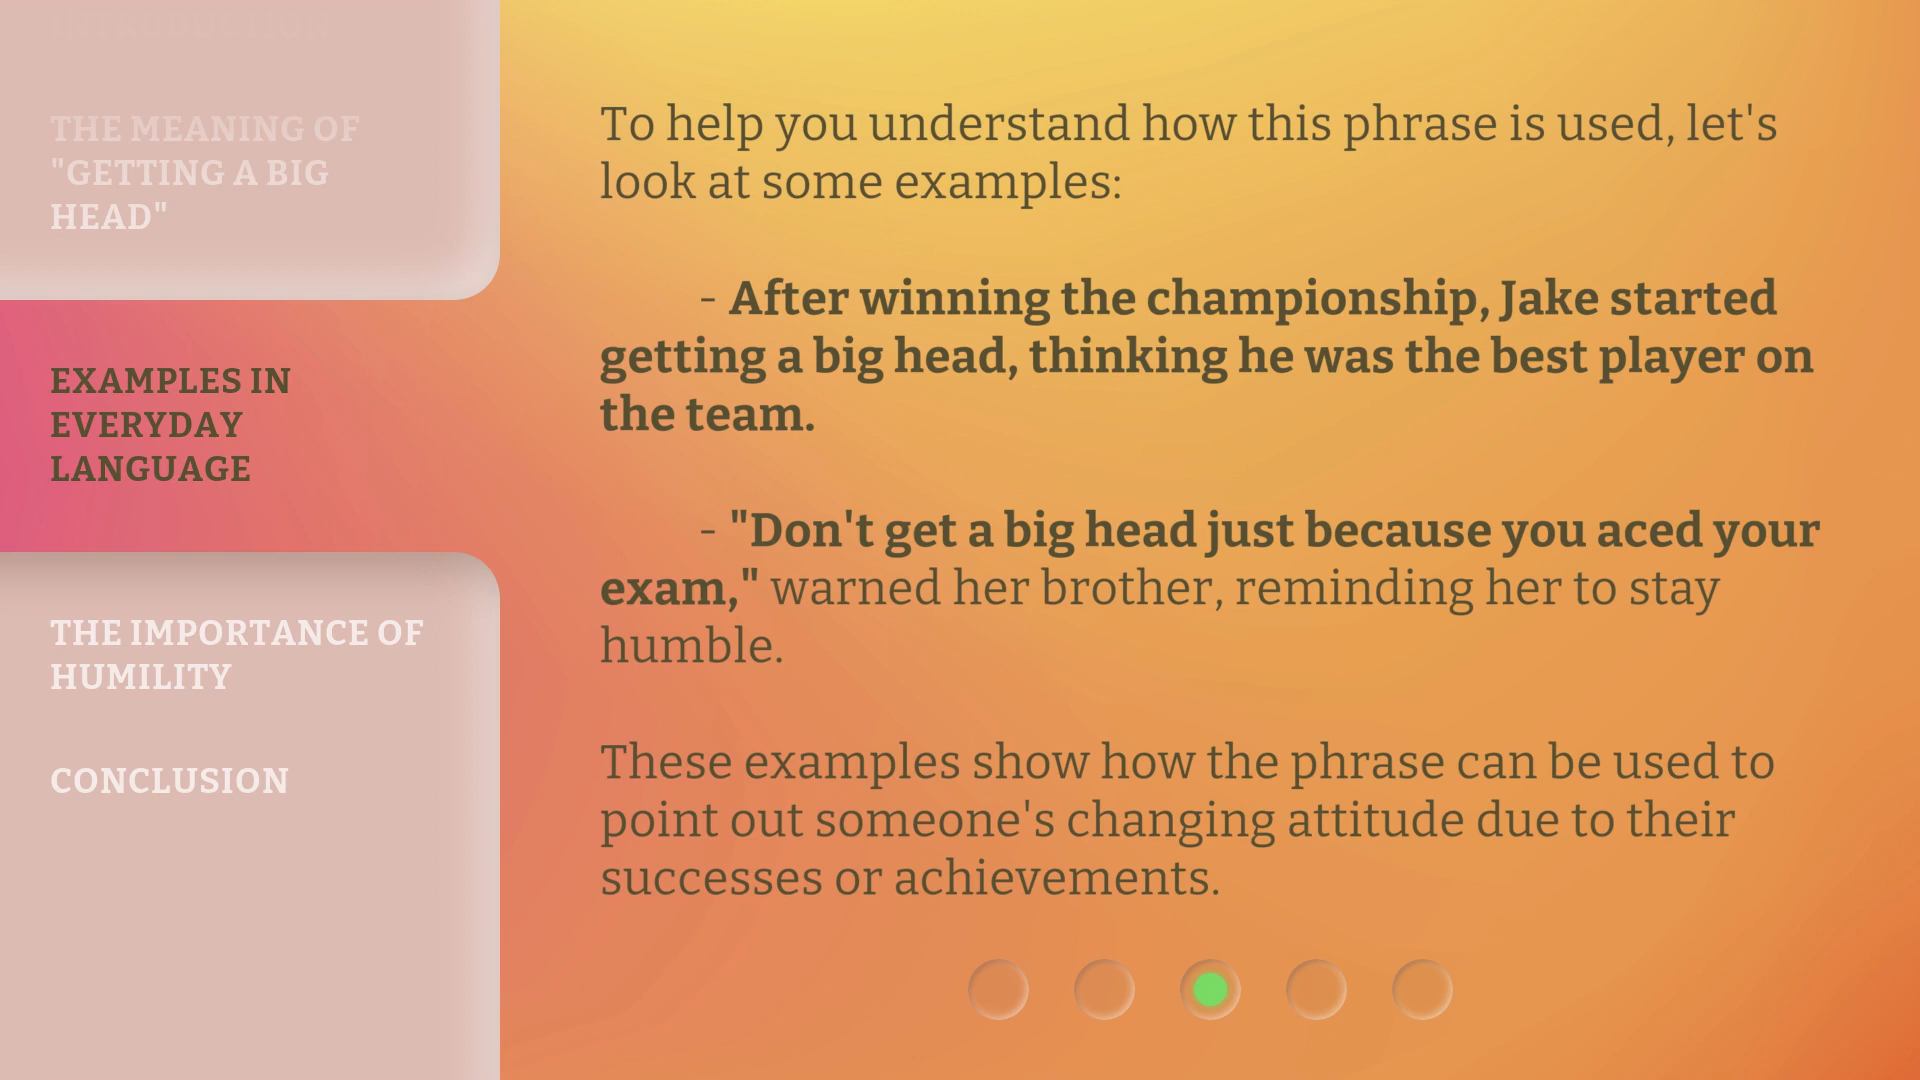 INTRODUCTION
THE MEANING OF
"GETTING A BIG
HEAD"
EXAMPLES IN
EVERYDAY
LANGUAGE
THE IMPORTANCE OF
HUMILITY
CONCLUSION
To help you understand how this phrase is used, let's
look at some examples:
- After winning the championship, Jake started
getting a big head, thinking he was the best player on
the team.
- "Don't get a big head just because you aced your
exam," warned her brother, reminding her to stay
humble.
These examples show how the phrase can be used to
point out someone's changing attitude due to their
successes or achievements.